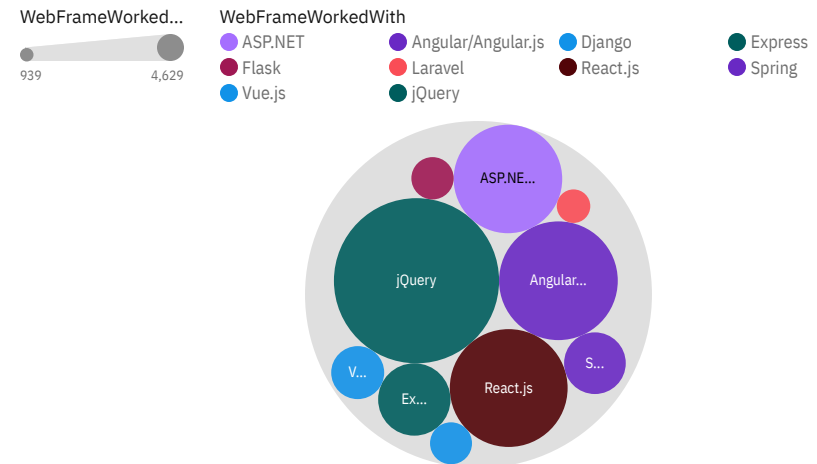 WebFrameWorked...
939
4,629
WebFrameWorkedWith
ASP.NET
Angular/Angular.js
Django
Express
Flask
Laravel
React.js
Spring
Vue.js
jQuery
ASP.NE...
jQuery
Angular...
S...
V...
React.js
Ex...